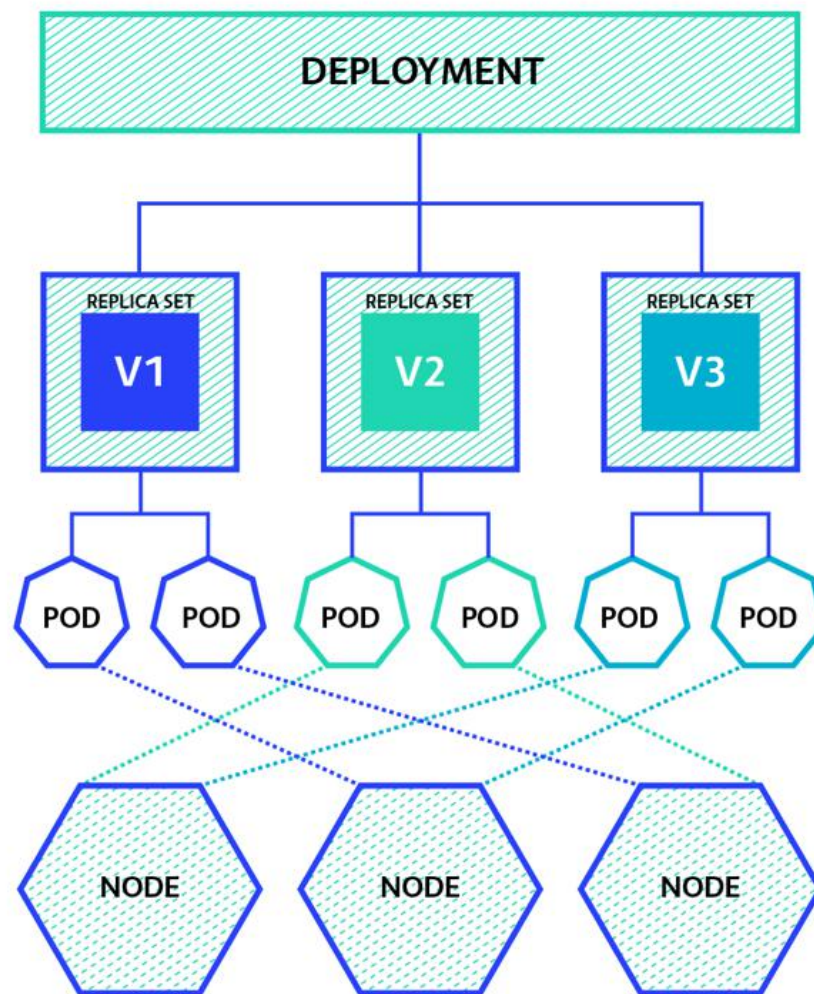 DEPLOYMENT
REPLICA SET
V1
REPLICA SET
V2
REPLICA SET
V3
POD
POD
POD
POD
POD
POD
NODE
NODE
NODE